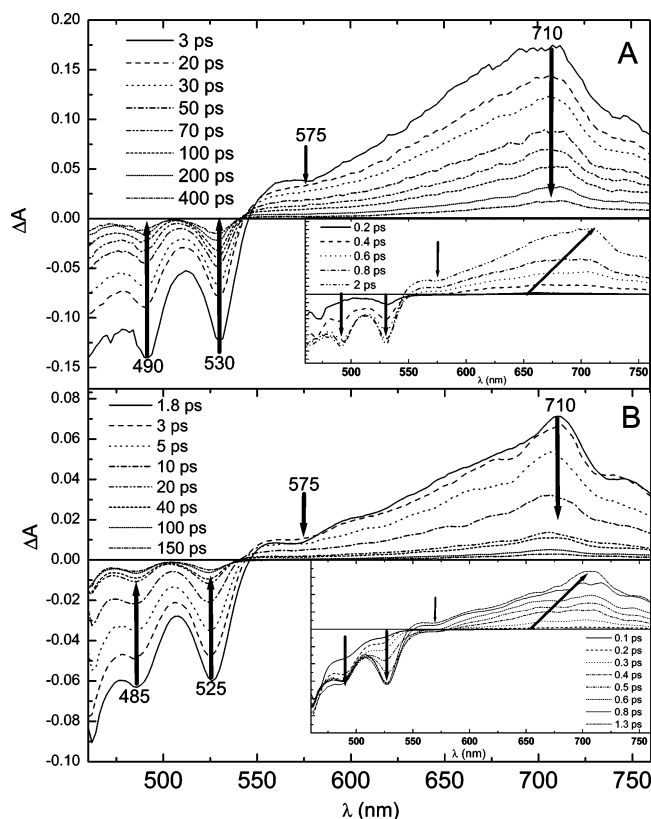 A
0.20
0.15
0.10
0.05
0.00
-0.05
-0.10
-0.15
ΔA
3 ps
20 ps
30 ps
50 ps
70 ps
100 ps
200 ps
400 ps
710
575
490
530
0.2 ps
0.4 ps
0.6 ps
0.8 ps
2 ps
500 550 600 650 700 750
λ (nm)
B
0.08
0.06
0.04
0.02
0.00
-0.02
-0.04
-0.06
-0.08
-0.10
ΔA
1.8 ps
3 ps
5 ps
10 ps
20 ps
40 ps
100 ps
150 ps
710
575
485
525
0.1 ps
0.2 ps
0.3 ps
0.4 ps
0.5 ps
0.6 ps
0.8 ps
1.3 ps
500 550 600 650 700 750
λ (nm)
500 550 600 650 700 750
λ (nm)